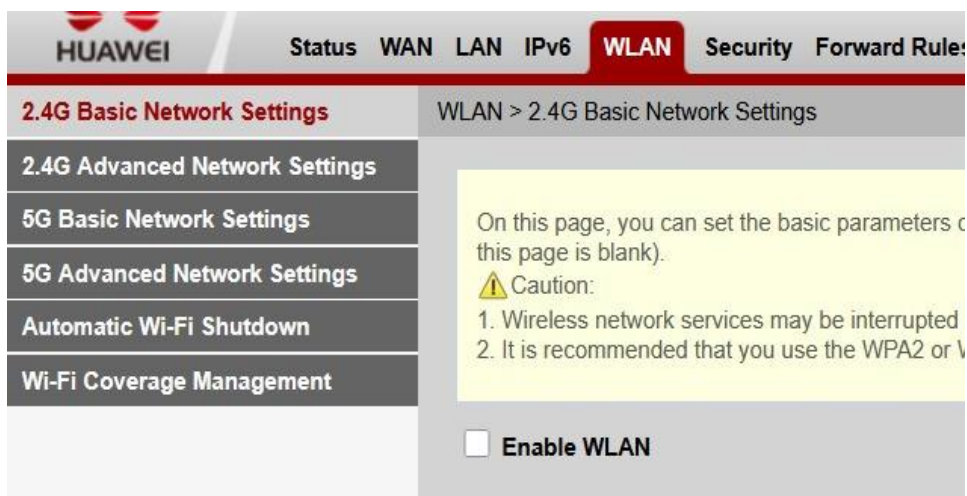 HUAWEI
Status WAN LAN IPv6 WLAN Security Forward Rules
2.4G Basic Network Settings
WLAN > 2.4G Basic Network Settings
2.4G Advanced Network Settings
5G Basic Network Settings
5G Advanced Network Settings
Automatic Wi-Fi Shutdown
Wi-Fi Coverage Management
On this page, you can set the basic parameters
this page is blank).
Caution:
1. Wireless network services may be interrupted
2. It is recommended that you use the WPA2 or
Enable WLAN